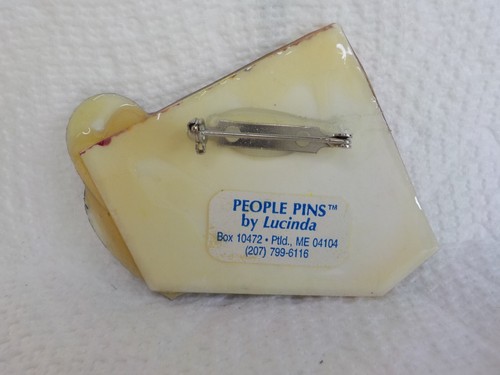 PEOPLE PINS™
by Lucinda
Box 10472 • Ptld., ME 04104
(207) 799-6116